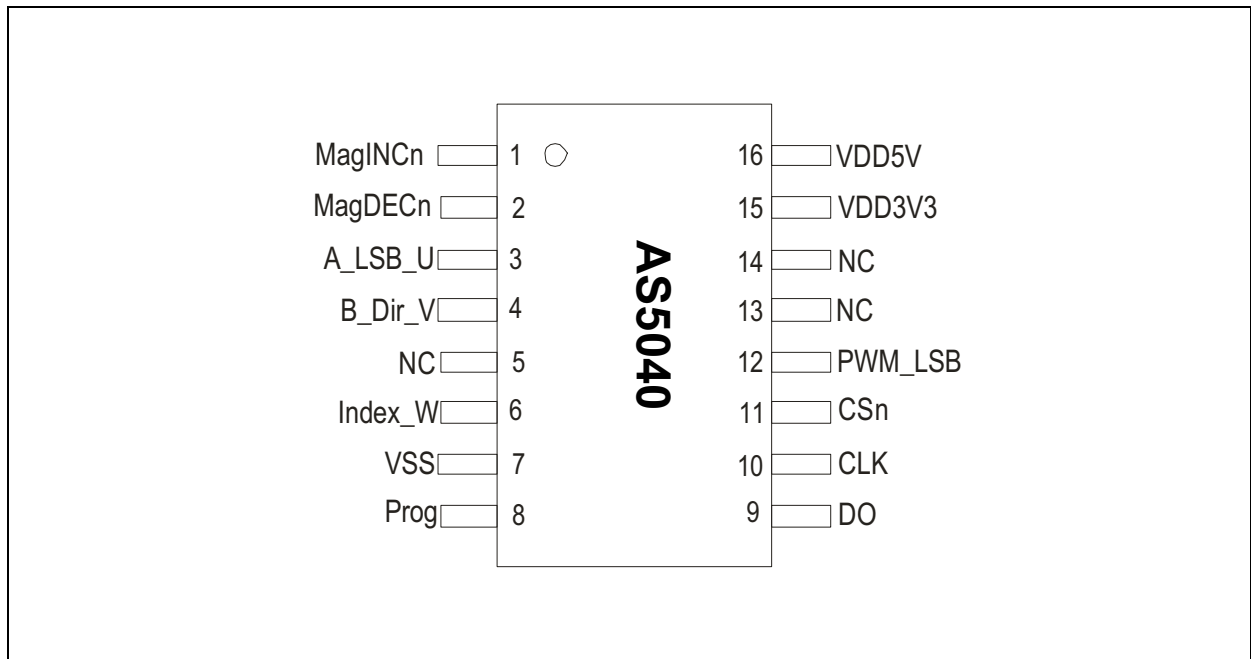 MagINCn 1 16 VDD5V
MagDECn 2 15 VDD3V3
A_LSB_U 3 14 NC
B_Dir_V 4 13 NC
NC 5 12 PWM_LSB
Index_W 6 11 CSn
VSS 7 10 CLK
Prog 8 9 DO
AS5040